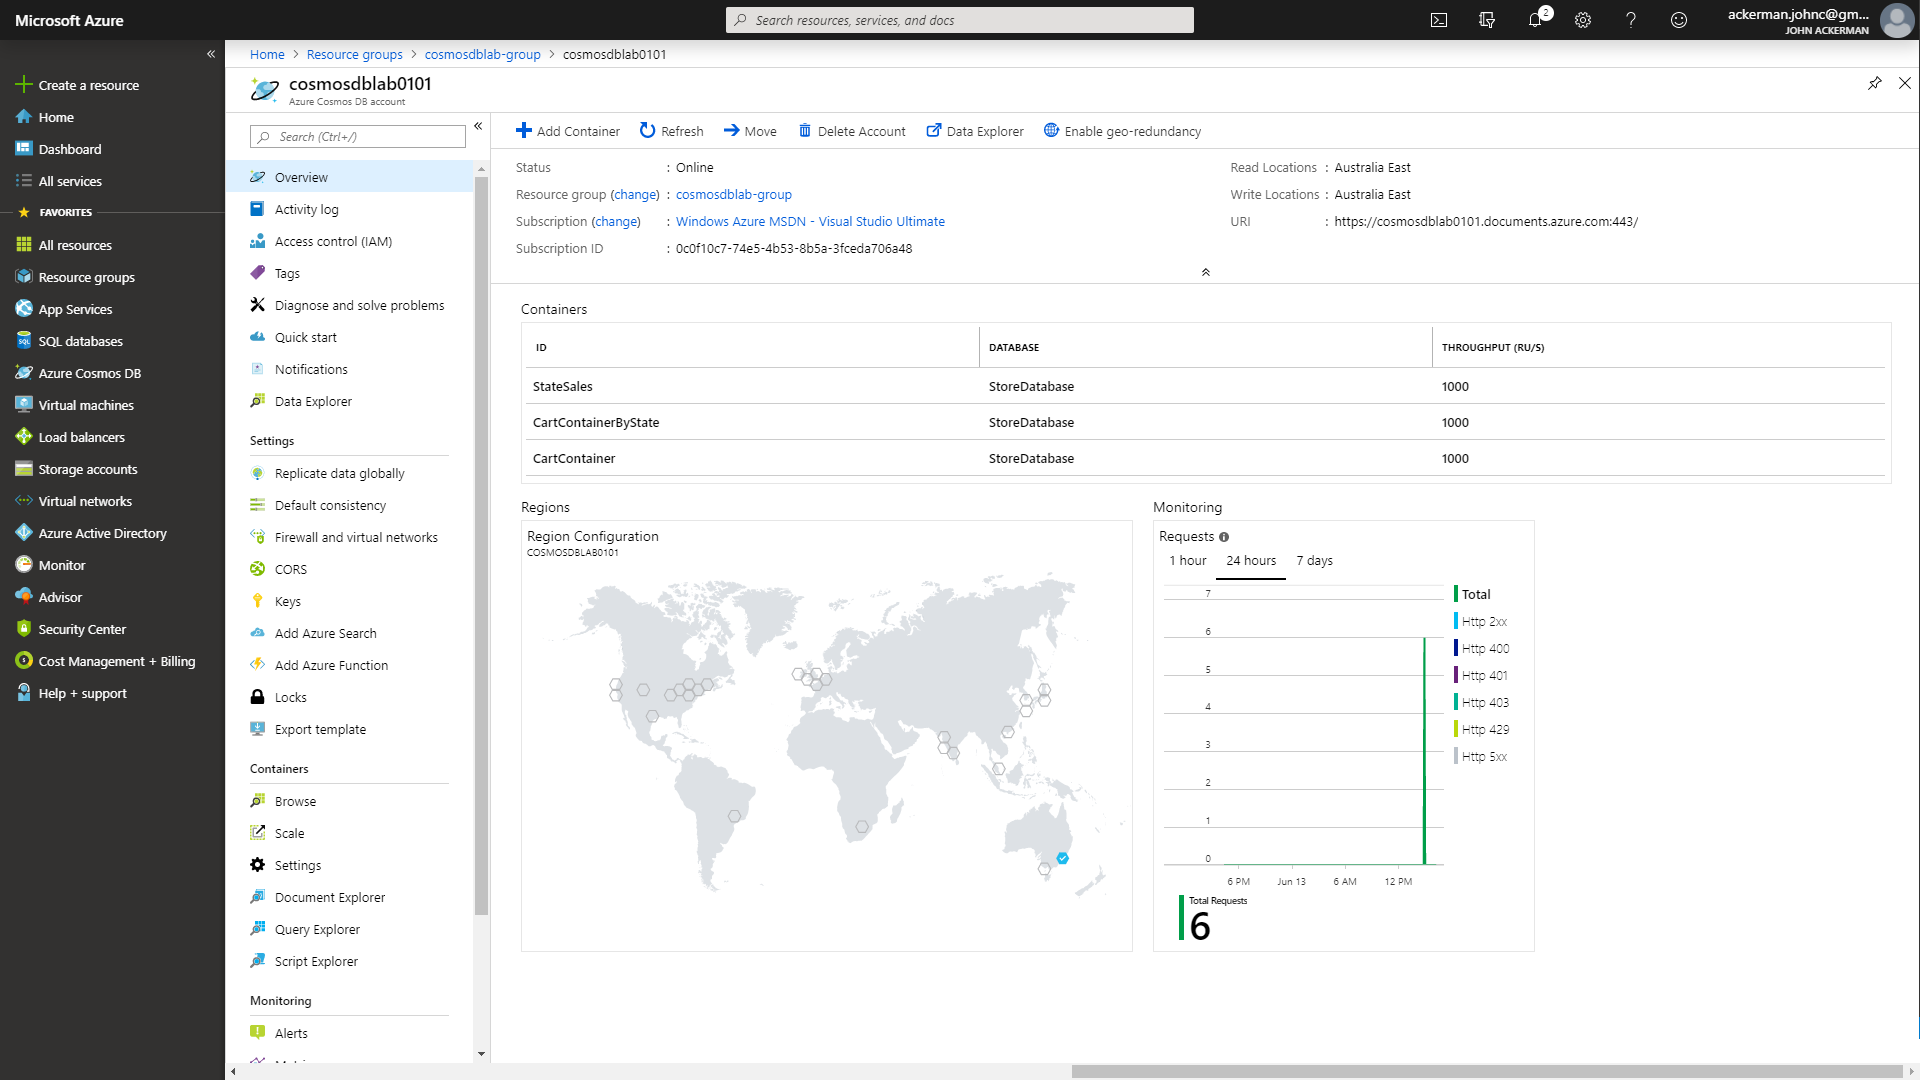 Microsoft Azure
Search resources, services, and docs
2
ackerman.johnc@gm...
JOHN ACKERMAN
Create a resource
Home
Dashboard
All services
FAVORITES
All resources
Resource groups
App Services
SQL databases
Azure Cosmos DB
Virtual machines
Load balancers
Storage accounts
Virtual networks
Azure Active Directory
Monitor
Advisor
Security Center
Cost Management + Billing
Help + support
Home > Resource groups > cosmosdblab-group > cosmosdblab0101
cosmosdblab0101
Azure Cosmos DB account
Search (Ctrl+/)
Overview
Activity log
Access control (IAM)
Tags
Diagnose and solve problems
Quick start
Notifications
Data Explorer
Settings
Replicate data globally
Default consistency
Firewall and virtual networks
CORS
Keys
Add Azure Search
Add Azure Function
Locks
Export template
Containers
Browse
Scale
Settings
Document Explorer
Query Explorer
Script Explorer
Monitoring
Alerts
Add Container Refresh Move Delete Account Data Explorer Enable geo-redundancy
Status : Online
Resource group (change) : cosmosdblab-group
Subscription (change) : Windows Azure MSDN - Visual Studio Ultimate
Subscription ID : 0c0f10c7-74e5-4b53-8b5a-3fceda706a48
Read Locations : Australia East
Write Locations : Australia East
URI : https://cosmosdblab0101.documents.azure.com:443/
Containers
ID DATABASE THROUGHPUT (RU/S)
StateSales StoreDatabase 1000
CartContainerByState StoreDatabase 1000
CartContainer StoreDatabase 1000
Regions
Region Configuration
COSMOSDBLAB0101
Monitoring
Requests
1 hour 24 hours 7 days
7
6
5
4
3
2
1
0
6 PM Jun 13 6 AM 12 PM
Total
Http 2xx
Http 400
Http 401
Http 403
Http 429
Http 5xx
Total Requests
6